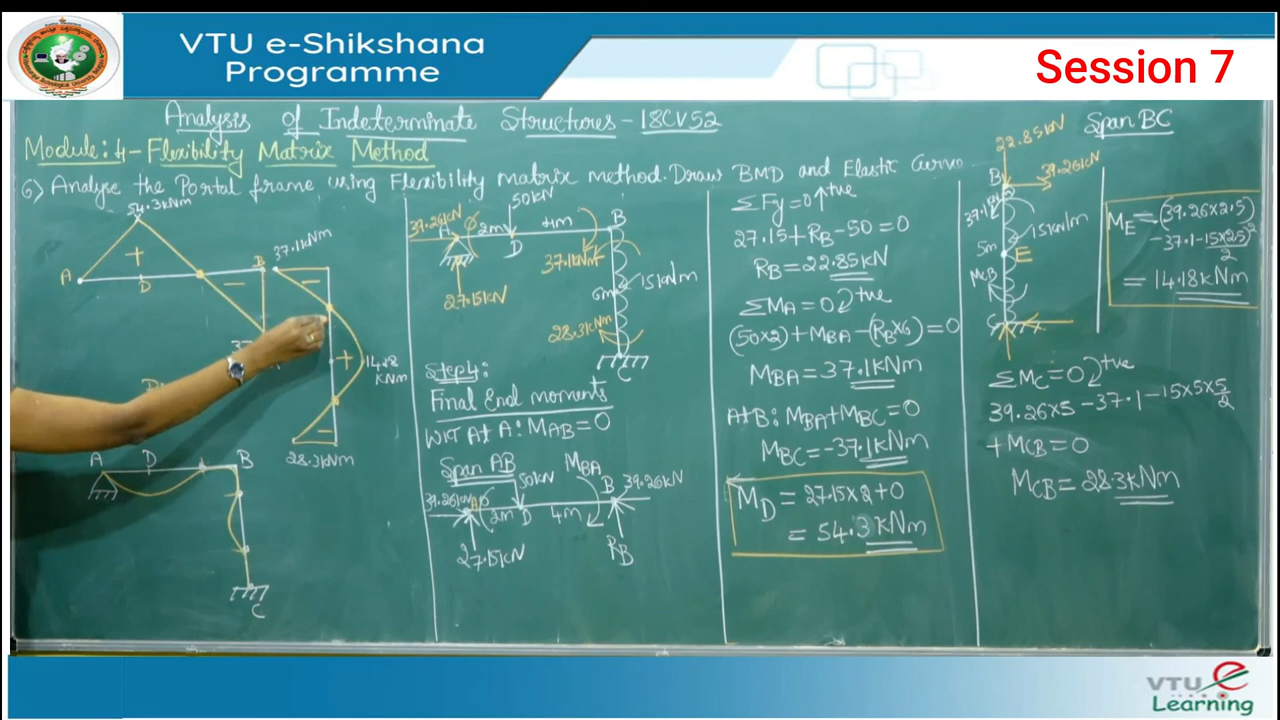 VTU e-Shikshana
Programme
Session 7
Analysis of Indeterminate Structures - 18CV52
Module: 4 - Flexibility Matrix Method
6) Analyse the Portal frame using Flexibility matrix method. Draw BMD and Elastic Curve
54.3kNm
A
+
D
B
−
37.1kNm
−
37
+
14.18
KNm
−
28.3kNm
A
D
B
C
39.26kN
A
2m
50kN
4m
B
D
37.1kNm
27.15kN
6m
15kN/m
28.3kNm
C
Step4:
Final End moments
WKT At A: MAB=0
Span AB
50kN
MBA
39.26kN
39.26kN
B
2m
D
4m
27.15kN
RB
ΣFy=0↑+ve
27.15+RB-50=0
RB=22.85kN
ΣMA=0⤸+ve
(50×2)+MBA-(RB×6)=0
MBA=37.1kNm
At B: MBA+MBC=0
MBC=-37.1kNm
MD = 27.15×2+0
= 54.3kNm
22.85kN
B
39.26kN
37.1
15kN/m
5m
E
MCB
C
ΣMC=0⤸+ve
39.26×5-37.1-15×5×5/2
+MCB=0
MCB=28.3kNm
Span BC
ME=(39.26×2.5)
-37.1-15×(2.5)²/2
= 14.18kNm
VTU e
Learning